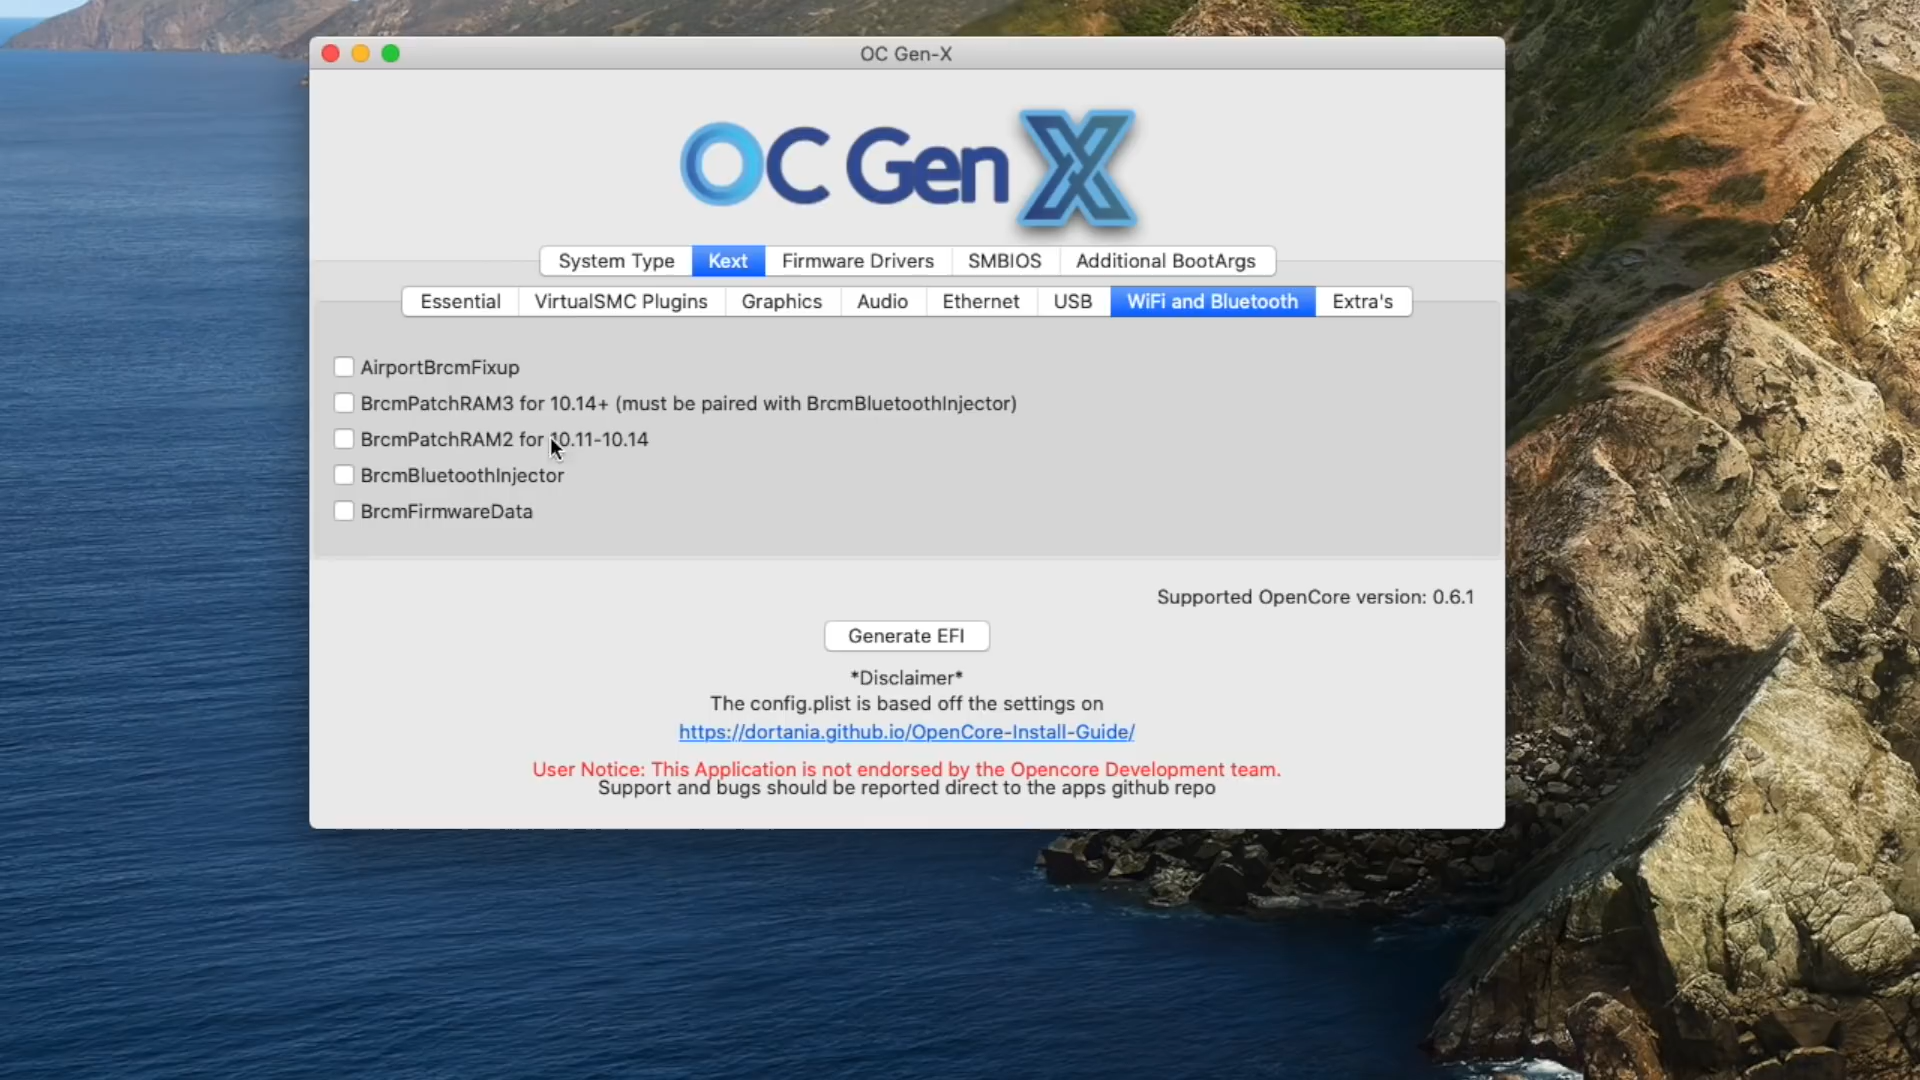 OC Gen-X
OC Gen X
System Type Kext Firmware Drivers SMBIOS Additional BootArgs
Essential VirtualSMC Plugins Graphics Audio Ethernet USB WiFi and Bluetooth Extra's
AirportBrcmFixup
BrcmPatchRAM3 for 10.14+ (must be paired with BrcmBluetoothInjector)
BrcmPatchRAM2 for 10.11-10.14
BrcmBluetoothInjector
BrcmFirmwareData
Supported OpenCore version: 0.6.1
Generate EFI
*Disclaimer*
The config.plist is based off the settings on
https://dortania.github.io/OpenCore-Install-Guide/
User Notice: This Application is not endorsed by the Opencore Development team.
Support and bugs should be reported direct to the apps github repo